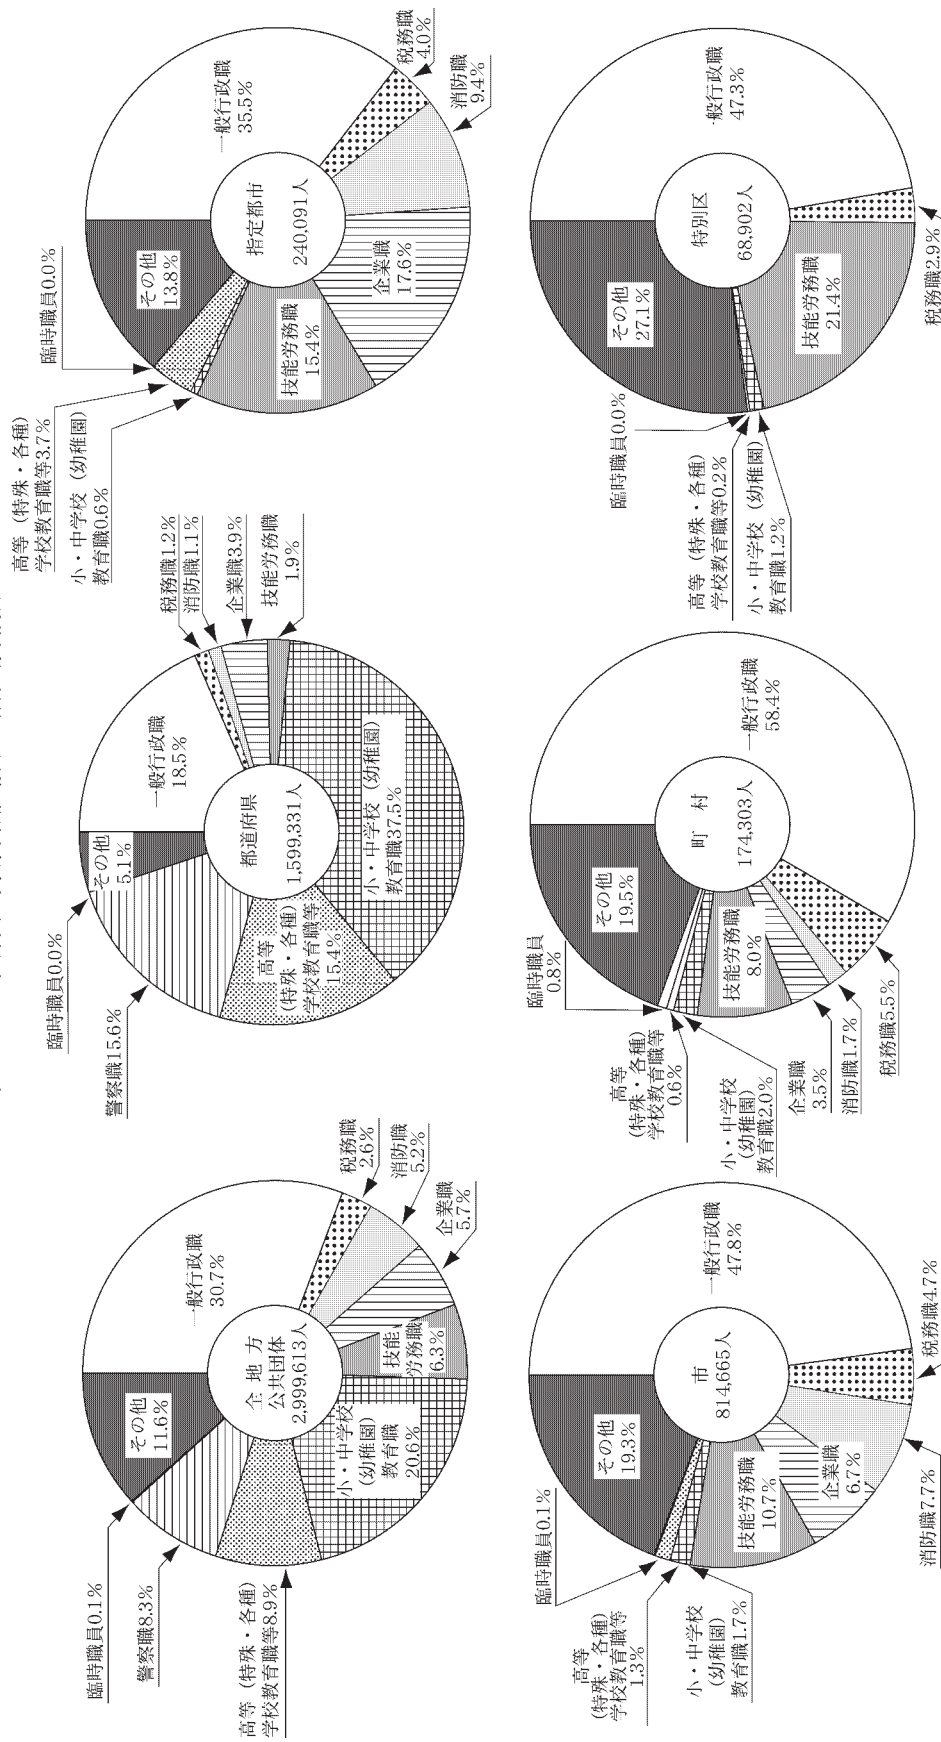 全地方
公共団体
2,999,613人
一般行政職
30.7%
税務職
2.6%
消防職
5.2%
企業職
5.7%
技能
労務職
6.3%
小・中学校
(幼稚園)
教育職
20.6%
高等（特殊・各種）
学校教育職等8.9%
警察職8.3%
臨時職員0.1%
その他
11.6%
都道府県
1,599,331人
一般行政職
18.5%
税務職1.2%
消防職1.1%
企業職3.9%
技能労務職
1.9%
小・中学校（幼稚園）
教育職37.5%
高等
(特殊・各種)
学校教育職等
15.4%
警察職15.6%
臨時職員0.0%
その他
5.1%
指定都市
240,091人
一般行政職
35.5%
税務職
4.0%
消防職
9.4%
企業職
17.6%
技能労務職
15.4%
小・中学校（幼稚園）
教育職0.6%
高等（特殊・各種）
学校教育職等3.7%
臨時職員0.0%
その他
13.8%
市
814,665人
一般行政職
47.8%
税務職4.7%
消防職7.7%
企業職
6.7%
技能労務職
10.7%
小・中学校
(幼稚園)
教育職1.7%
高等
(特殊・各種)
学校教育職等
1.3%
臨時職員0.1%
その他
19.3%
町　村
174,303人
一般行政職
58.4%
税務職5.5%
消防職1.7%
企業職
3.5%
技能労務職
8.0%
小・中学校
(幼稚園)
教育職2.0%
高等
(特殊・各種)
学校教育職等
0.6%
臨時職員
0.8%
その他
19.5%
特別区
68,902人
一般行政職
47.3%
税務職2.9%
技能労務職
21.4%
小・中学校（幼稚園）
教育職1.2%
高等（特殊・各種）
学校教育職等0.2%
臨時職員0.0%
その他
27.1%